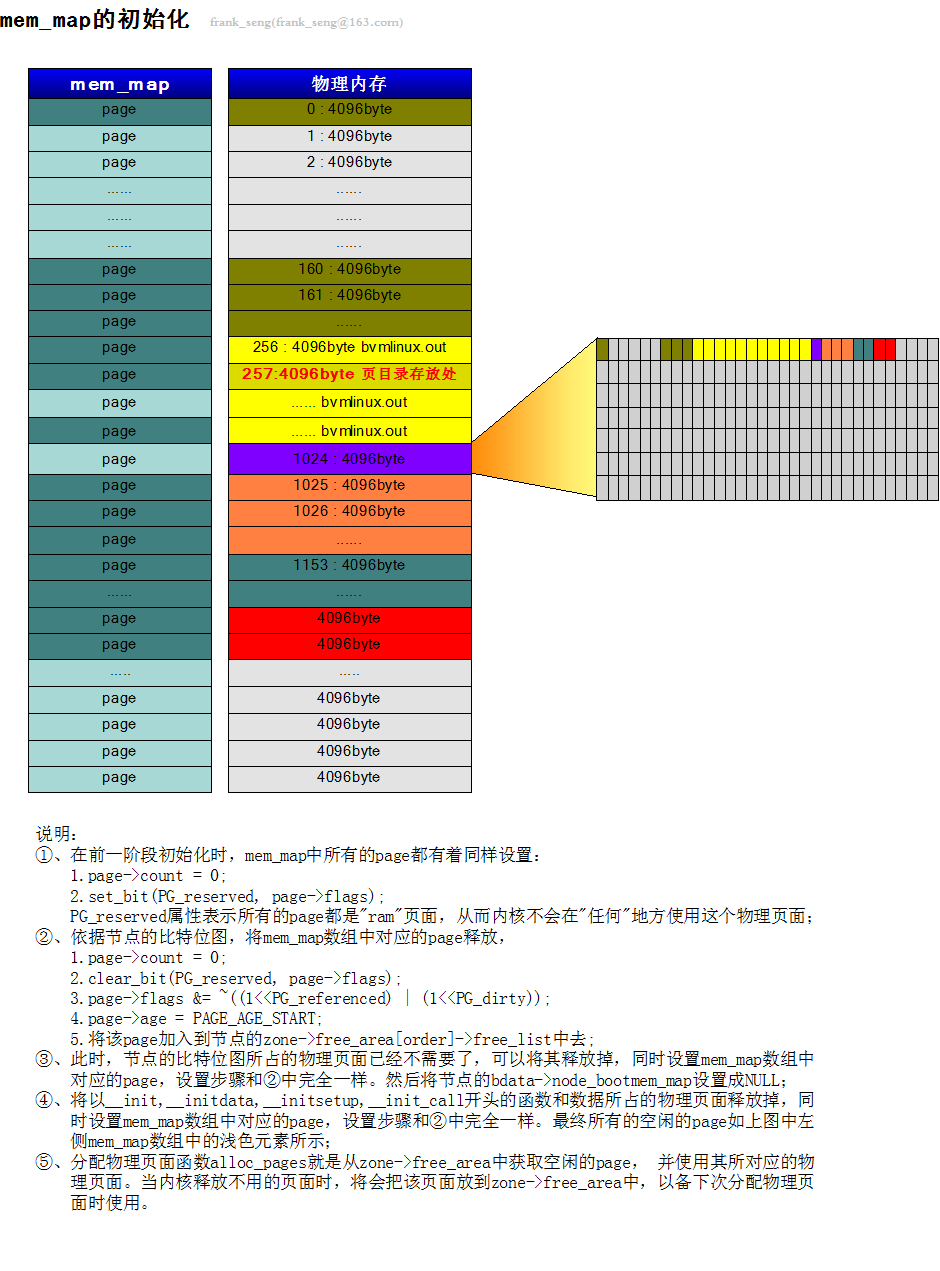 mem_map的初始化 frank_seng(frank_seng@163.com)
mem_map 物理内存
page 0 : 4096byte
page 1 : 4096byte
page 2 : 4096byte
...... ......
...... ......
...... ......
page 160 : 4096byte
page 161 : 4096byte
page ......
page 256 : 4096byte bvmlinux.out
page 257:4096byte 页目录存放处
page ...... bvmlinux.out
page ...... bvmlinux.out
page 1024 : 4096byte
page 1025 : 4096byte
page 1026 : 4096byte
page ......
page 1153 : 4096byte
...... ......
page 4096byte
page 4096byte
..... .....
page 4096byte
page 4096byte
page 4096byte
page 4096byte
说明：
①、在前一阶段初始化时，mem_map中所有的page都有着同样设置：
1.page->count = 0;
2.set_bit(PG_reserved, page->flags);
PG_reserved属性表示所有的page都是"ram"页面，从而内核不会在"任何"地方使用这个物理页面；
②、依据节点的比特位图，将mem_map数组中对应的page释放，
1.page->count = 0;
2.clear_bit(PG_reserved, page->flags);
3.page->flags &= ~((1<<PG_referenced) | (1<<PG_dirty));
4.page->age = PAGE_AGE_START;
5.将该page加入到节点的zone->free_area[order]->free_list中去;
③、此时，节点的比特位图所占的物理页面已经不需要了，可以将其释放掉，同时设置mem_map数组中
对应的page，设置步骤和②中完全一样。然后将节点的bdata->node_bootmem_map设置成NULL；
④、将以__init,__initdata,__initsetup,__init_call开头的函数和数据所占的物理页面释放掉，同
时设置mem_map数组中对应的page，设置步骤和②中完全一样。最终所有的空闲的page如上图中左
侧mem_map数组中的浅色元素所示；
⑤、分配物理页面函数alloc_pages就是从zone->free_area中获取空闲的page， 并使用其所对应的物
理页面。当内核释放不用的页面时，将会把该页面放到zone->free_area中，以备下次分配物理页
面时使用。